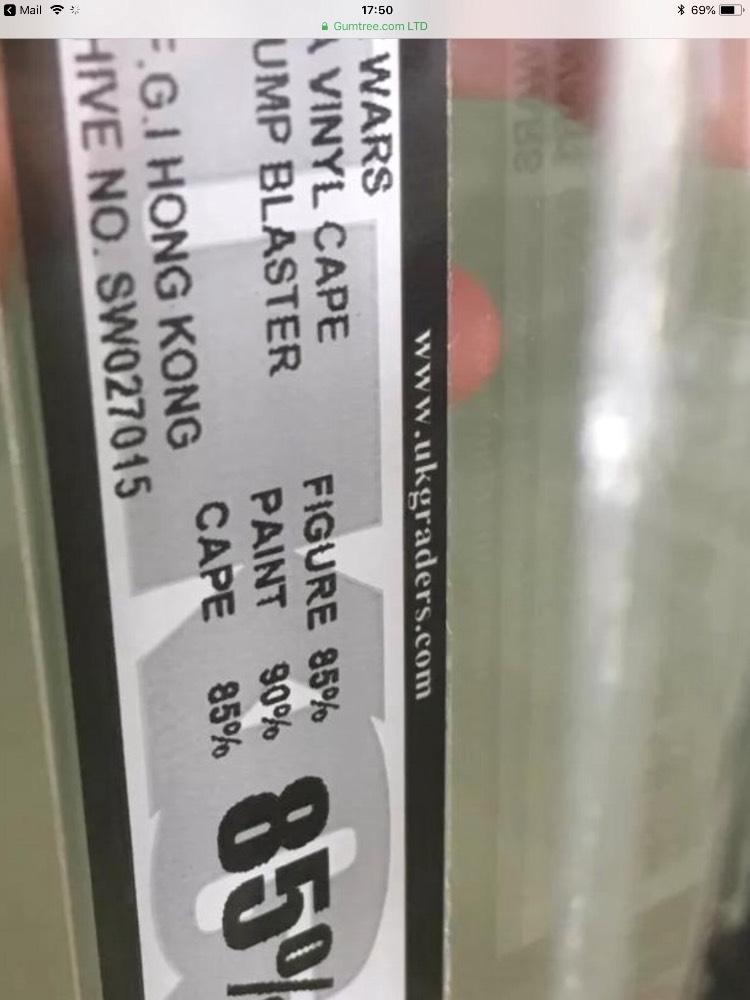 Mail
17:50
69%
Gumtree.com LTD
WARS
VINYL CAPE
UMP BLASTER
.G.I HONG KONG
HIVE NO. SW027015
FIGURE 85%
PAINT 90%
CAPE 85%
85%
www.ukgraders.com
WARS